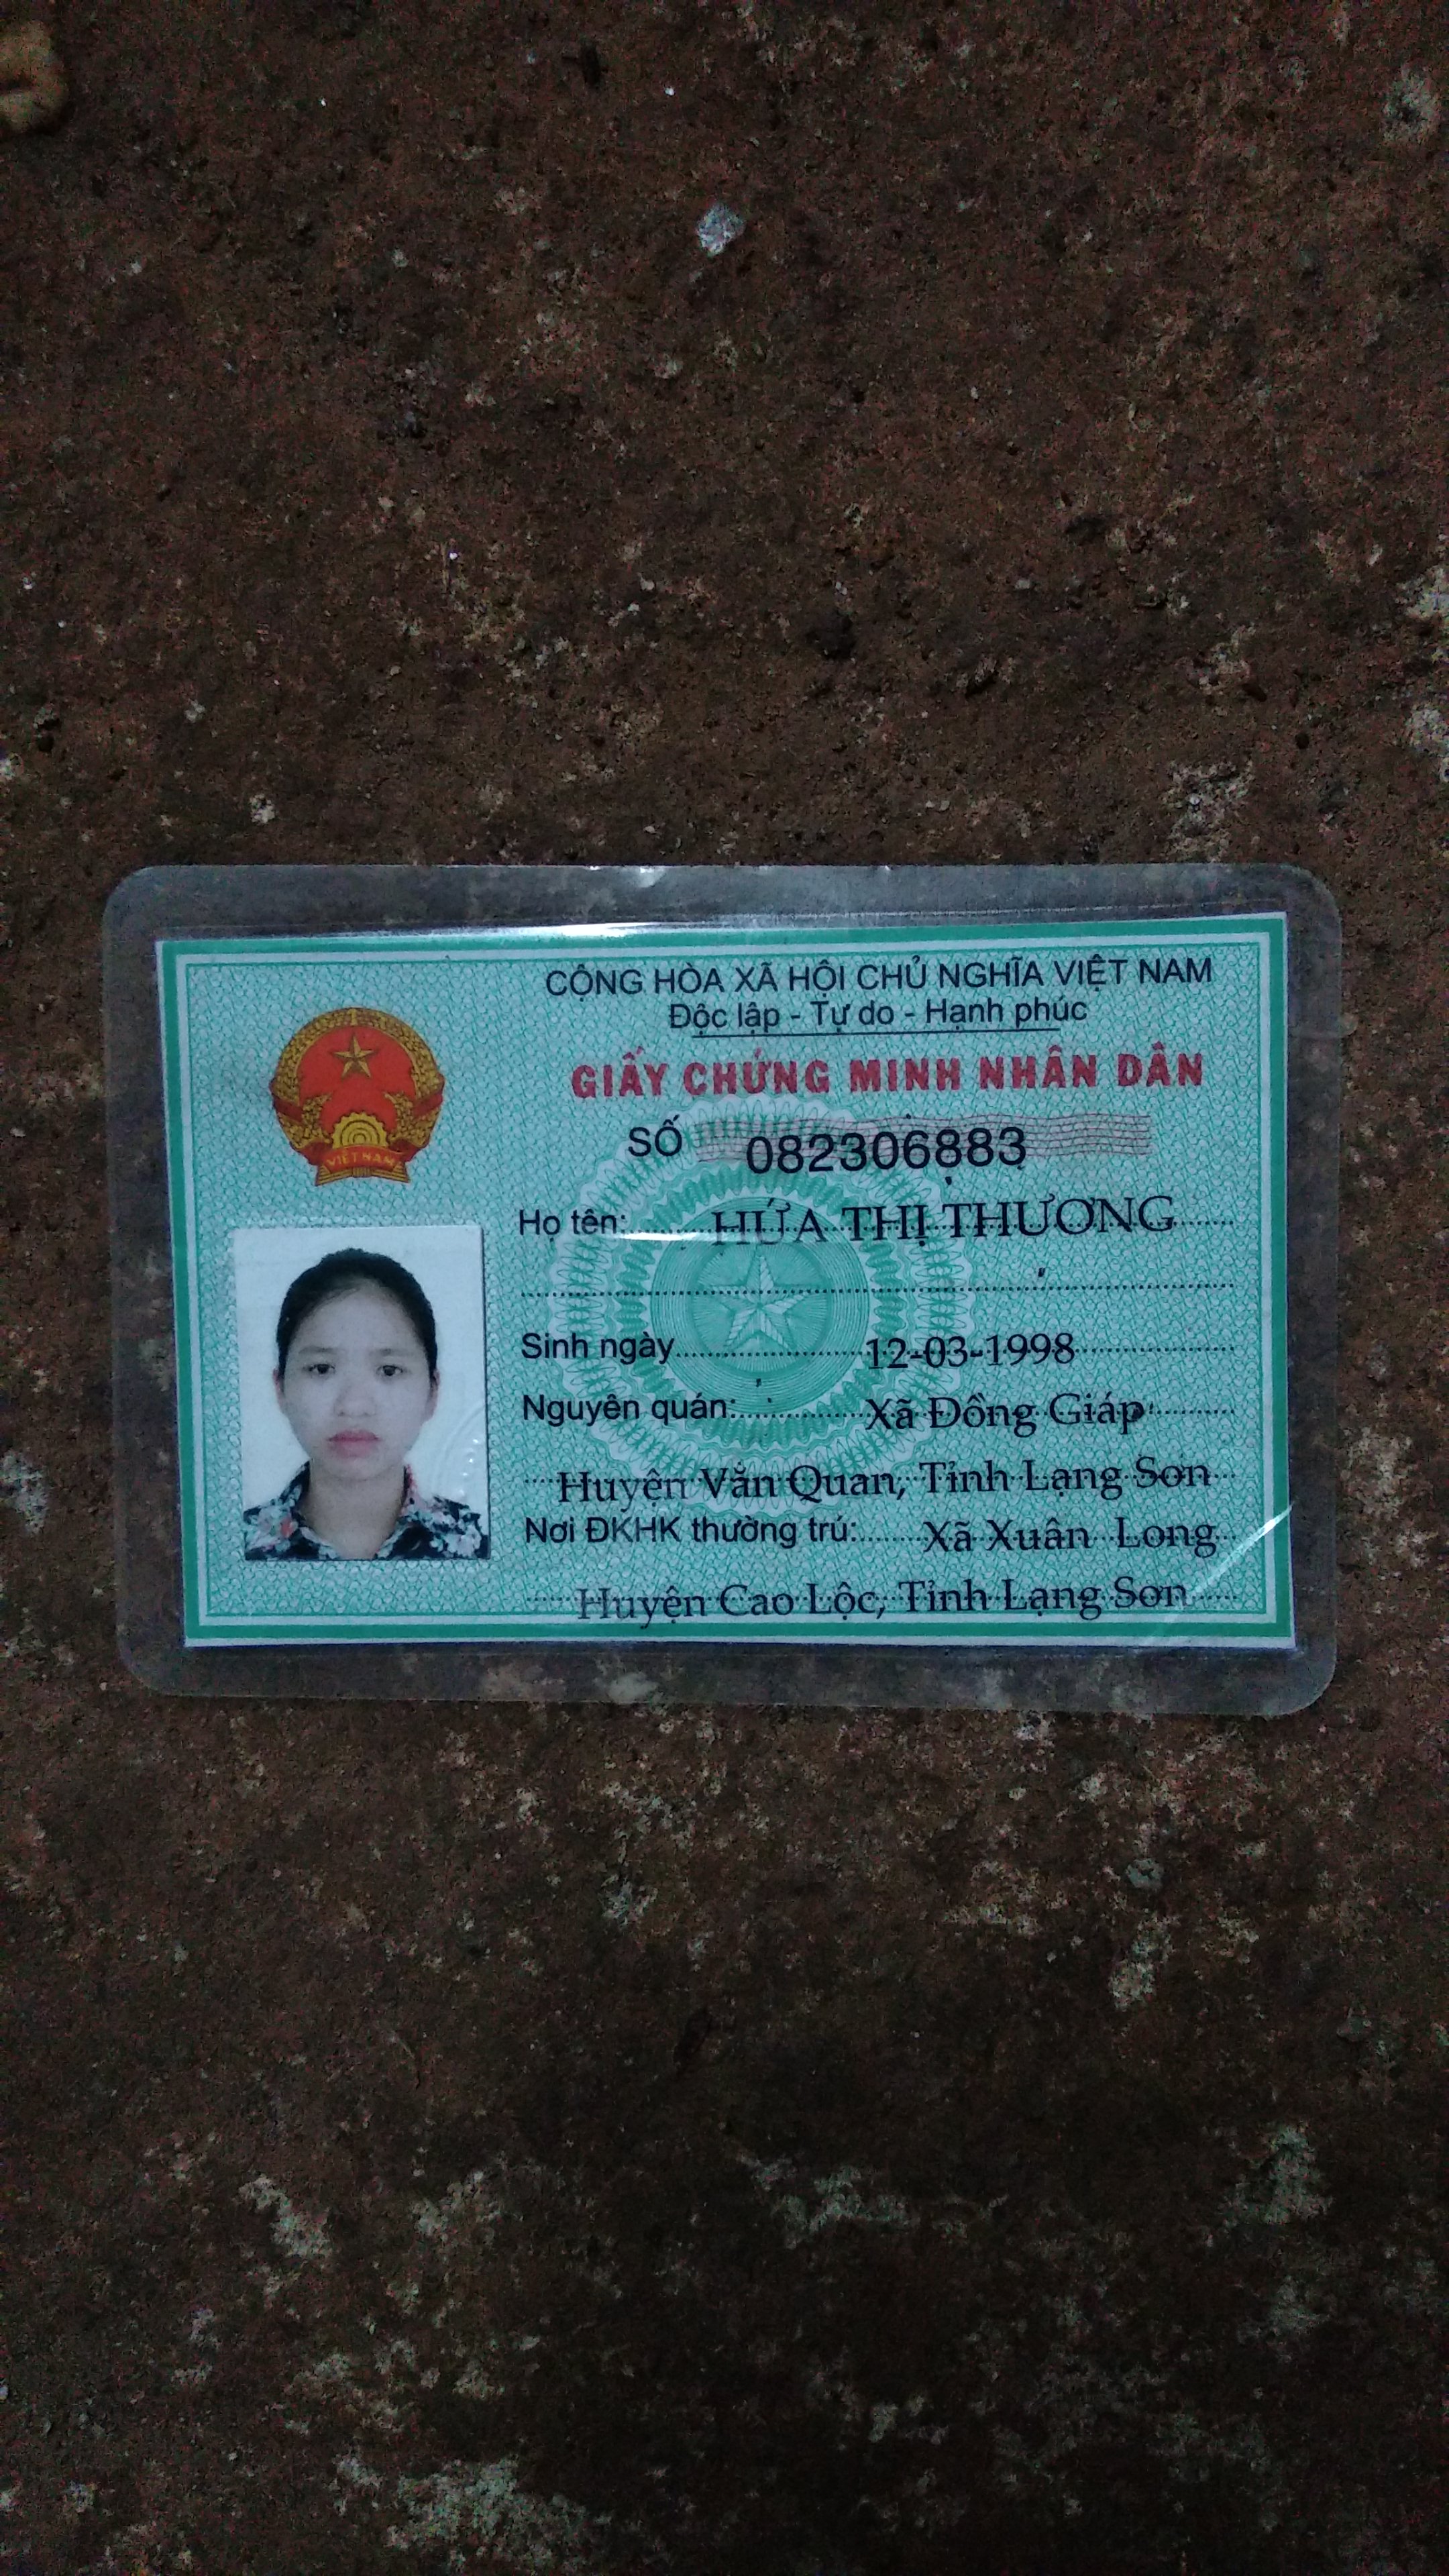 CỘNG HÒA XÃ HỘI CHỦ NGHĨA VIỆT NAM
Độc lập - Tự do - Hạnh phúc
GIẤY CHỨNG MINH NHÂN DÂN
SỐ 082306883
VIỆT NAM
Họ tên: HỨA THỊ THƯƠNG
Sinh ngày 12-03-1998
Nguyên quán: Xã Đồng Giáp
Huyện Văn Quan, Tỉnh Lạng Sơn
Nơi ĐKHK thường trú: Xã Xuân Long
Huyện Cao Lộc, Tỉnh Lạng Sơn